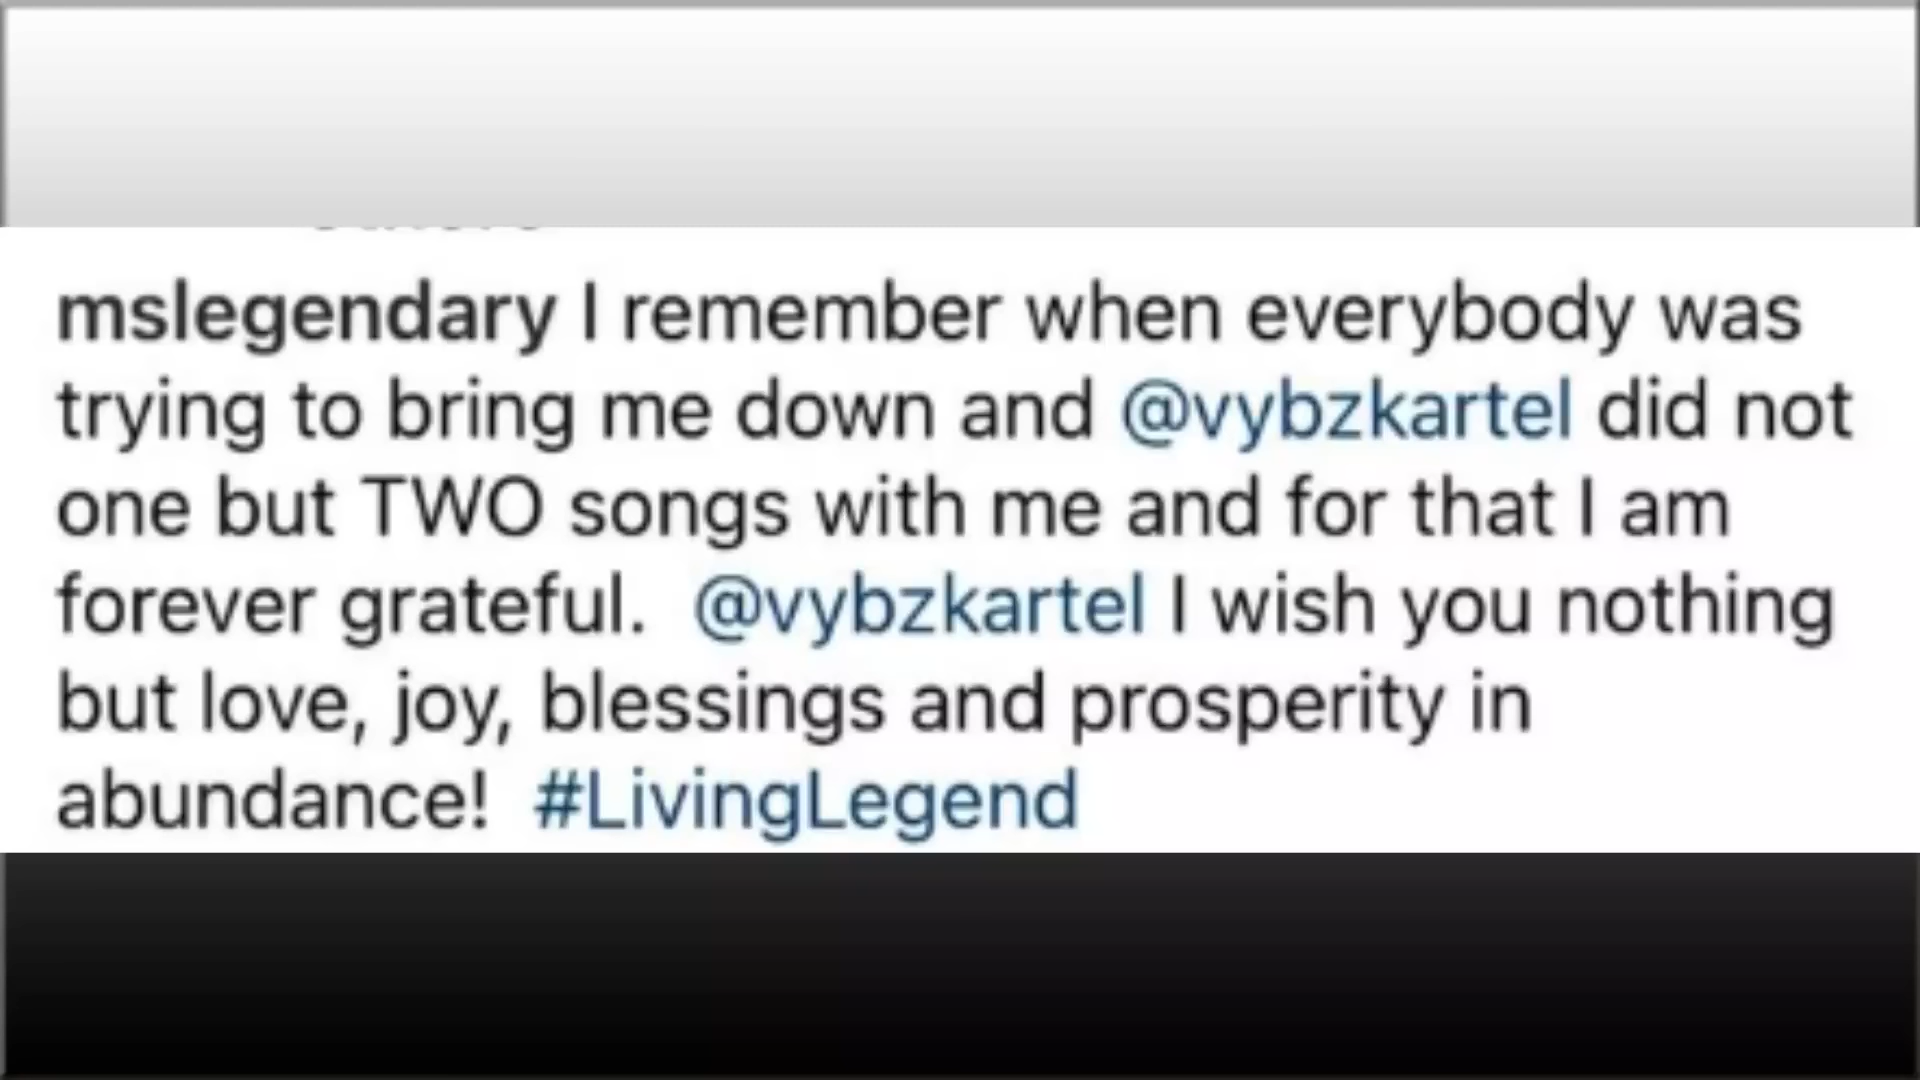 mslegendary I remember when everybody was
trying to bring me down and @vybzkartel did not
one but TWO songs with me and for that I am
forever grateful.  @vybzkartel I wish you nothing
but love, joy, blessings and prosperity in
abundance!  #LivingLegend